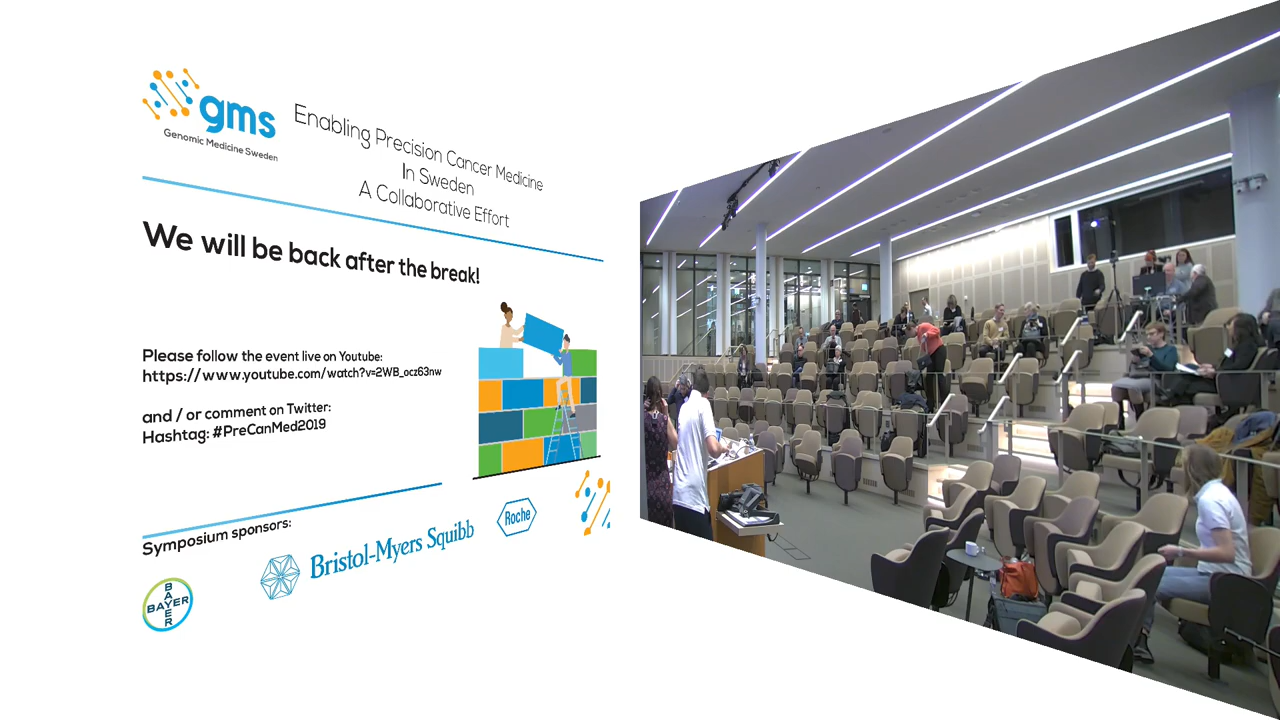 gms
Genomic Medicine Sweden
Enabling Precision Cancer Medicine
In Sweden
A Collaborative Effort
We will be back after the break!
Please follow the event live on Youtube:
https://www.youtube.com/watch?v=2WB_ocz63nw
and / or comment on Twitter:
Hashtag: #PreCanMed2019
Symposium sponsors:
BAYER
BAYER
Bristol-Myers Squibb
Roche